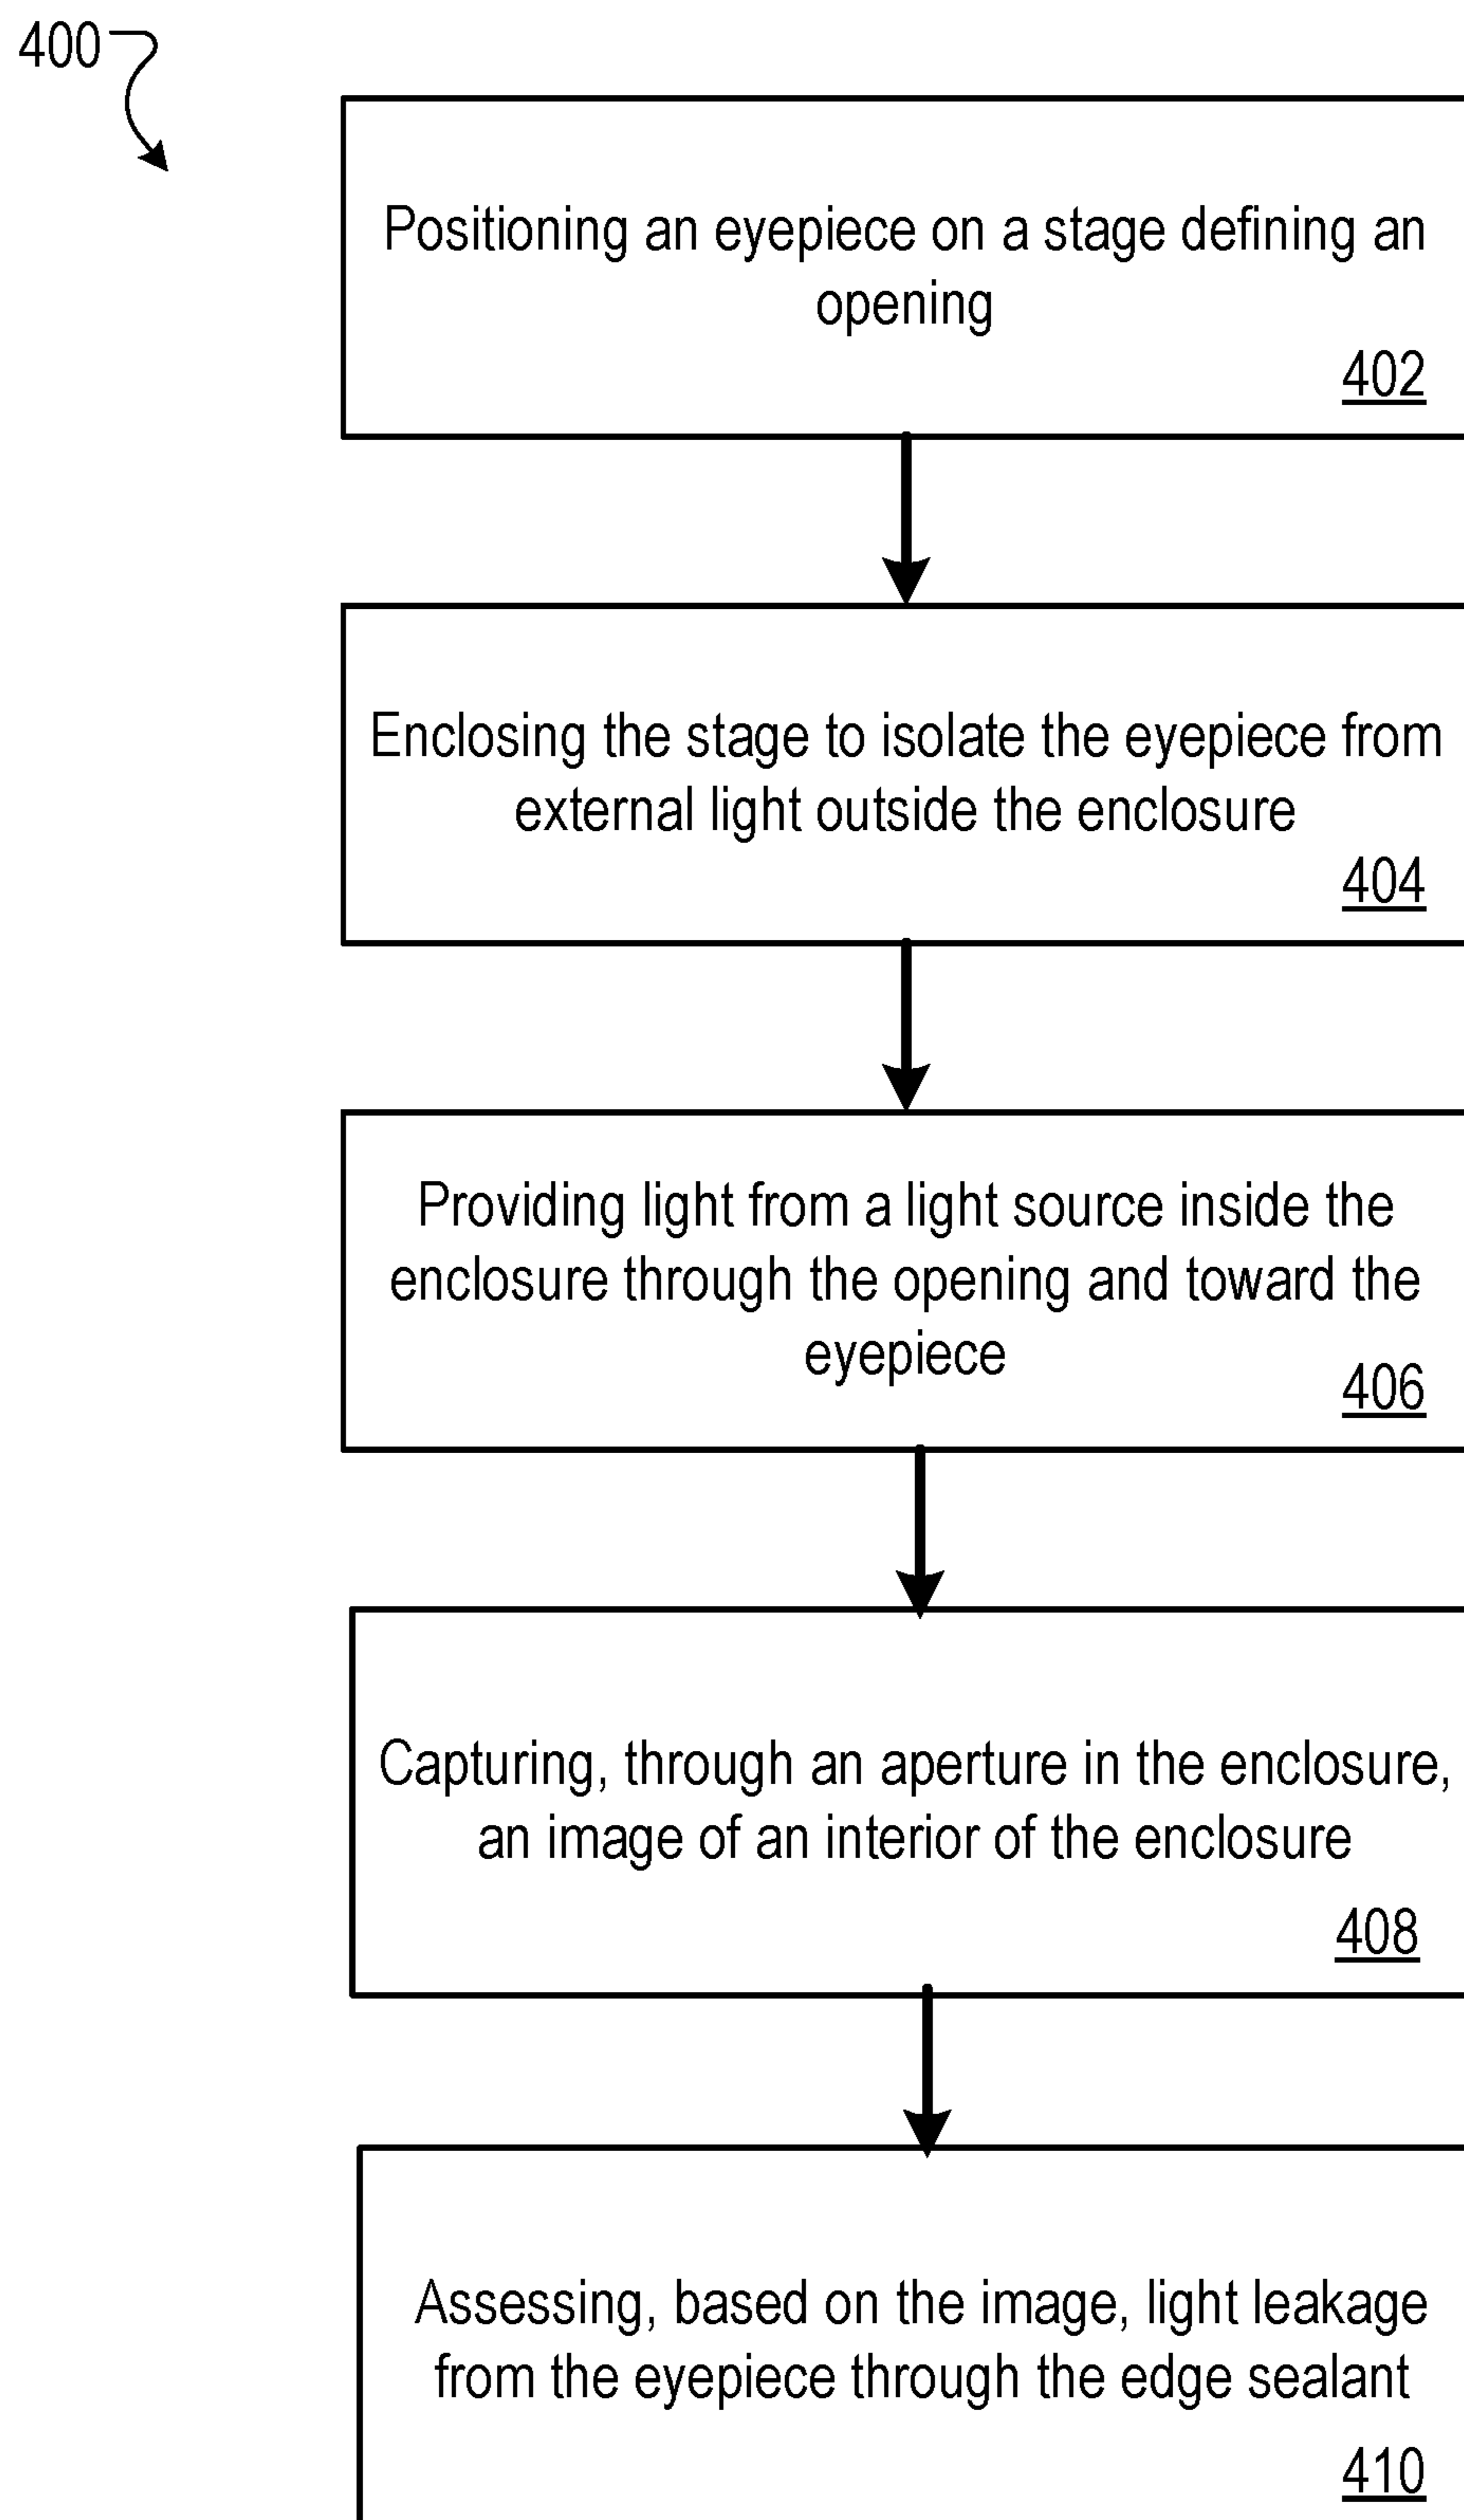 400
Positioning an eyepiece on a stage defining an
opening
402
Enclosing the stage to isolate the eyepiece from
external light outside the enclosure
404
Providing light from a light source inside the
enclosure through the opening and toward the
eyepiece
406
Capturing, through an aperture in the enclosure,
an image of an interior of the enclosure
408
Assessing, based on the image, light leakage
from the eyepiece through the edge sealant
410